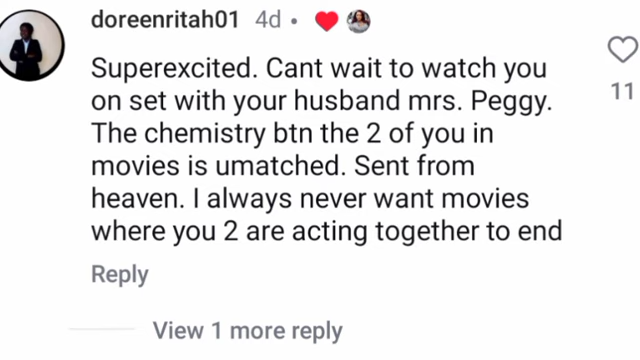 doreenritah01 4d •
Superexcited. Cant wait to watch you
on set with your husband mrs. Peggy.
The chemistry btn the 2 of you in
movies is umatched. Sent from
heaven. I always never want movies
where you 2 are acting together to end
11
Reply
View 1 more reply